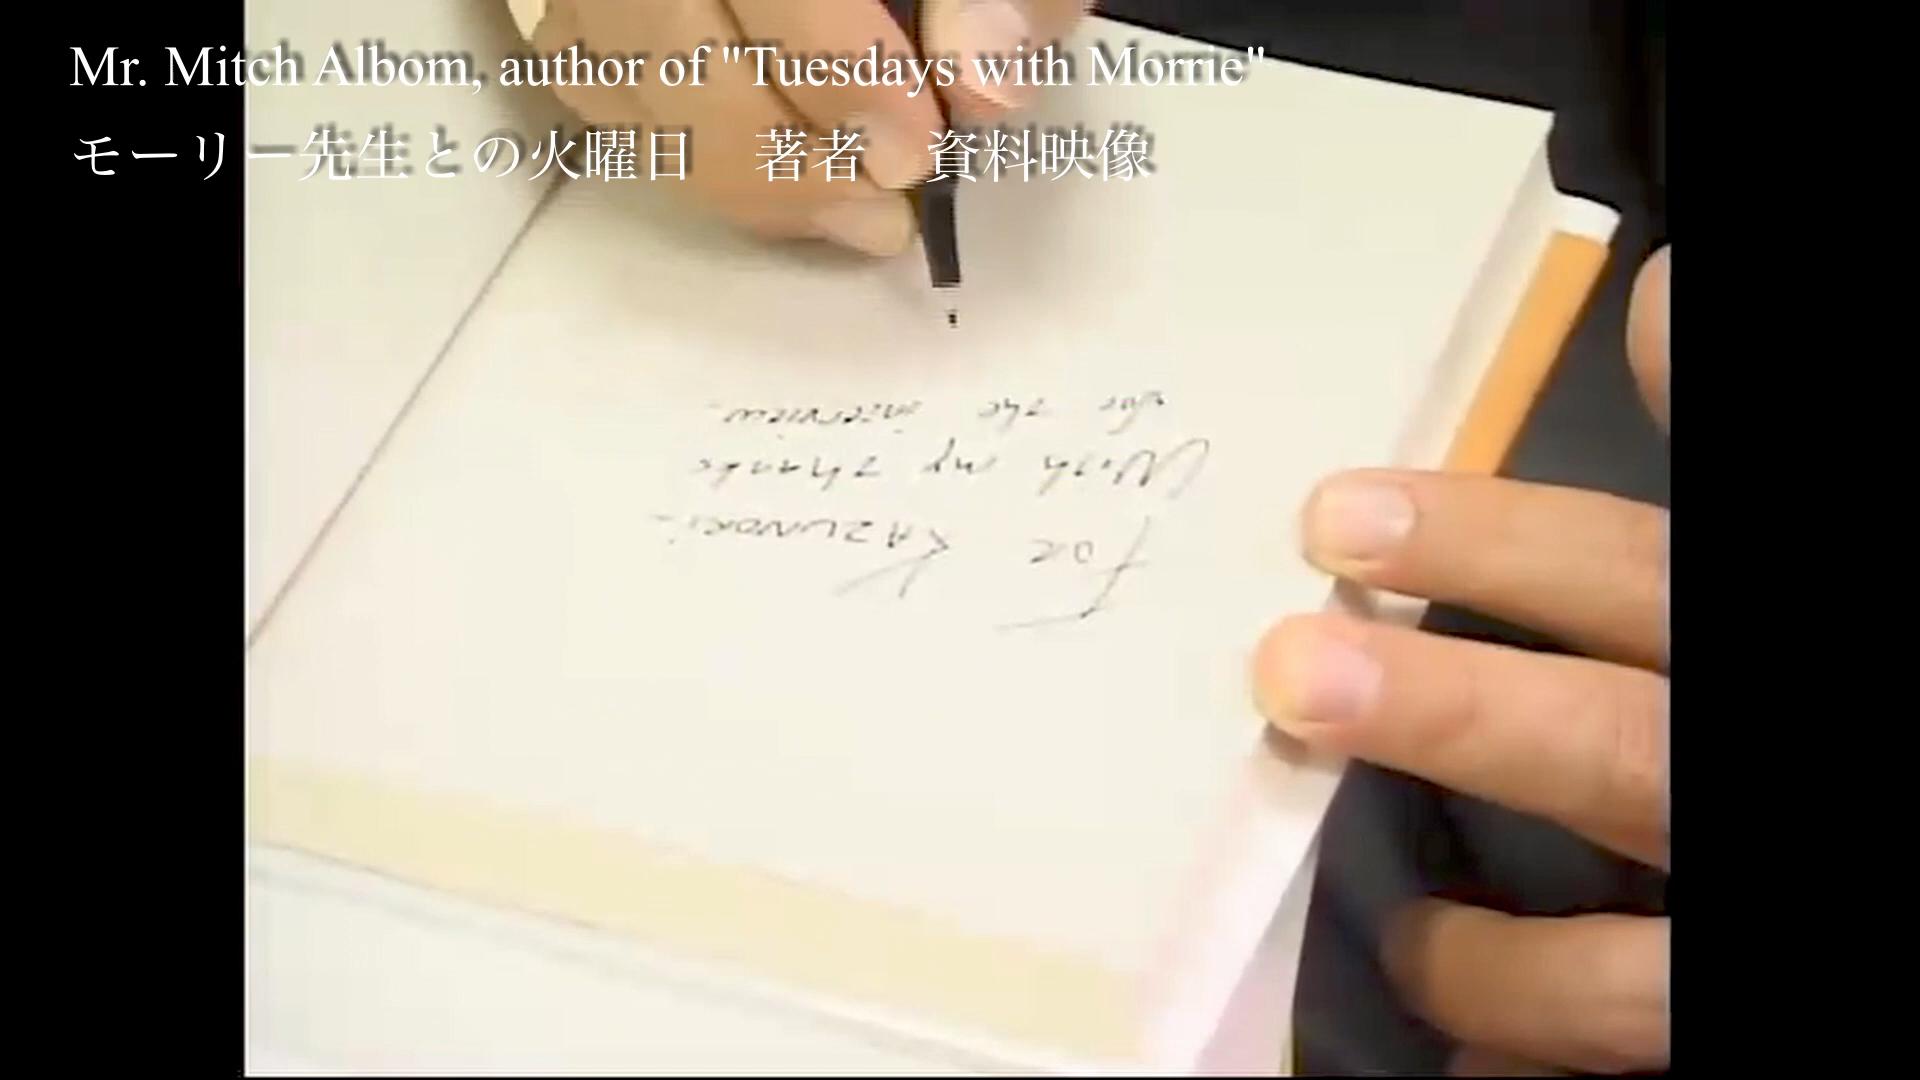 Mr. Mitch Albom, author of "Tuesdays with Morrie"
モーリー先生との火曜日　著者　資料映像
For KAZUNORI -
With my thanks
for the interview.